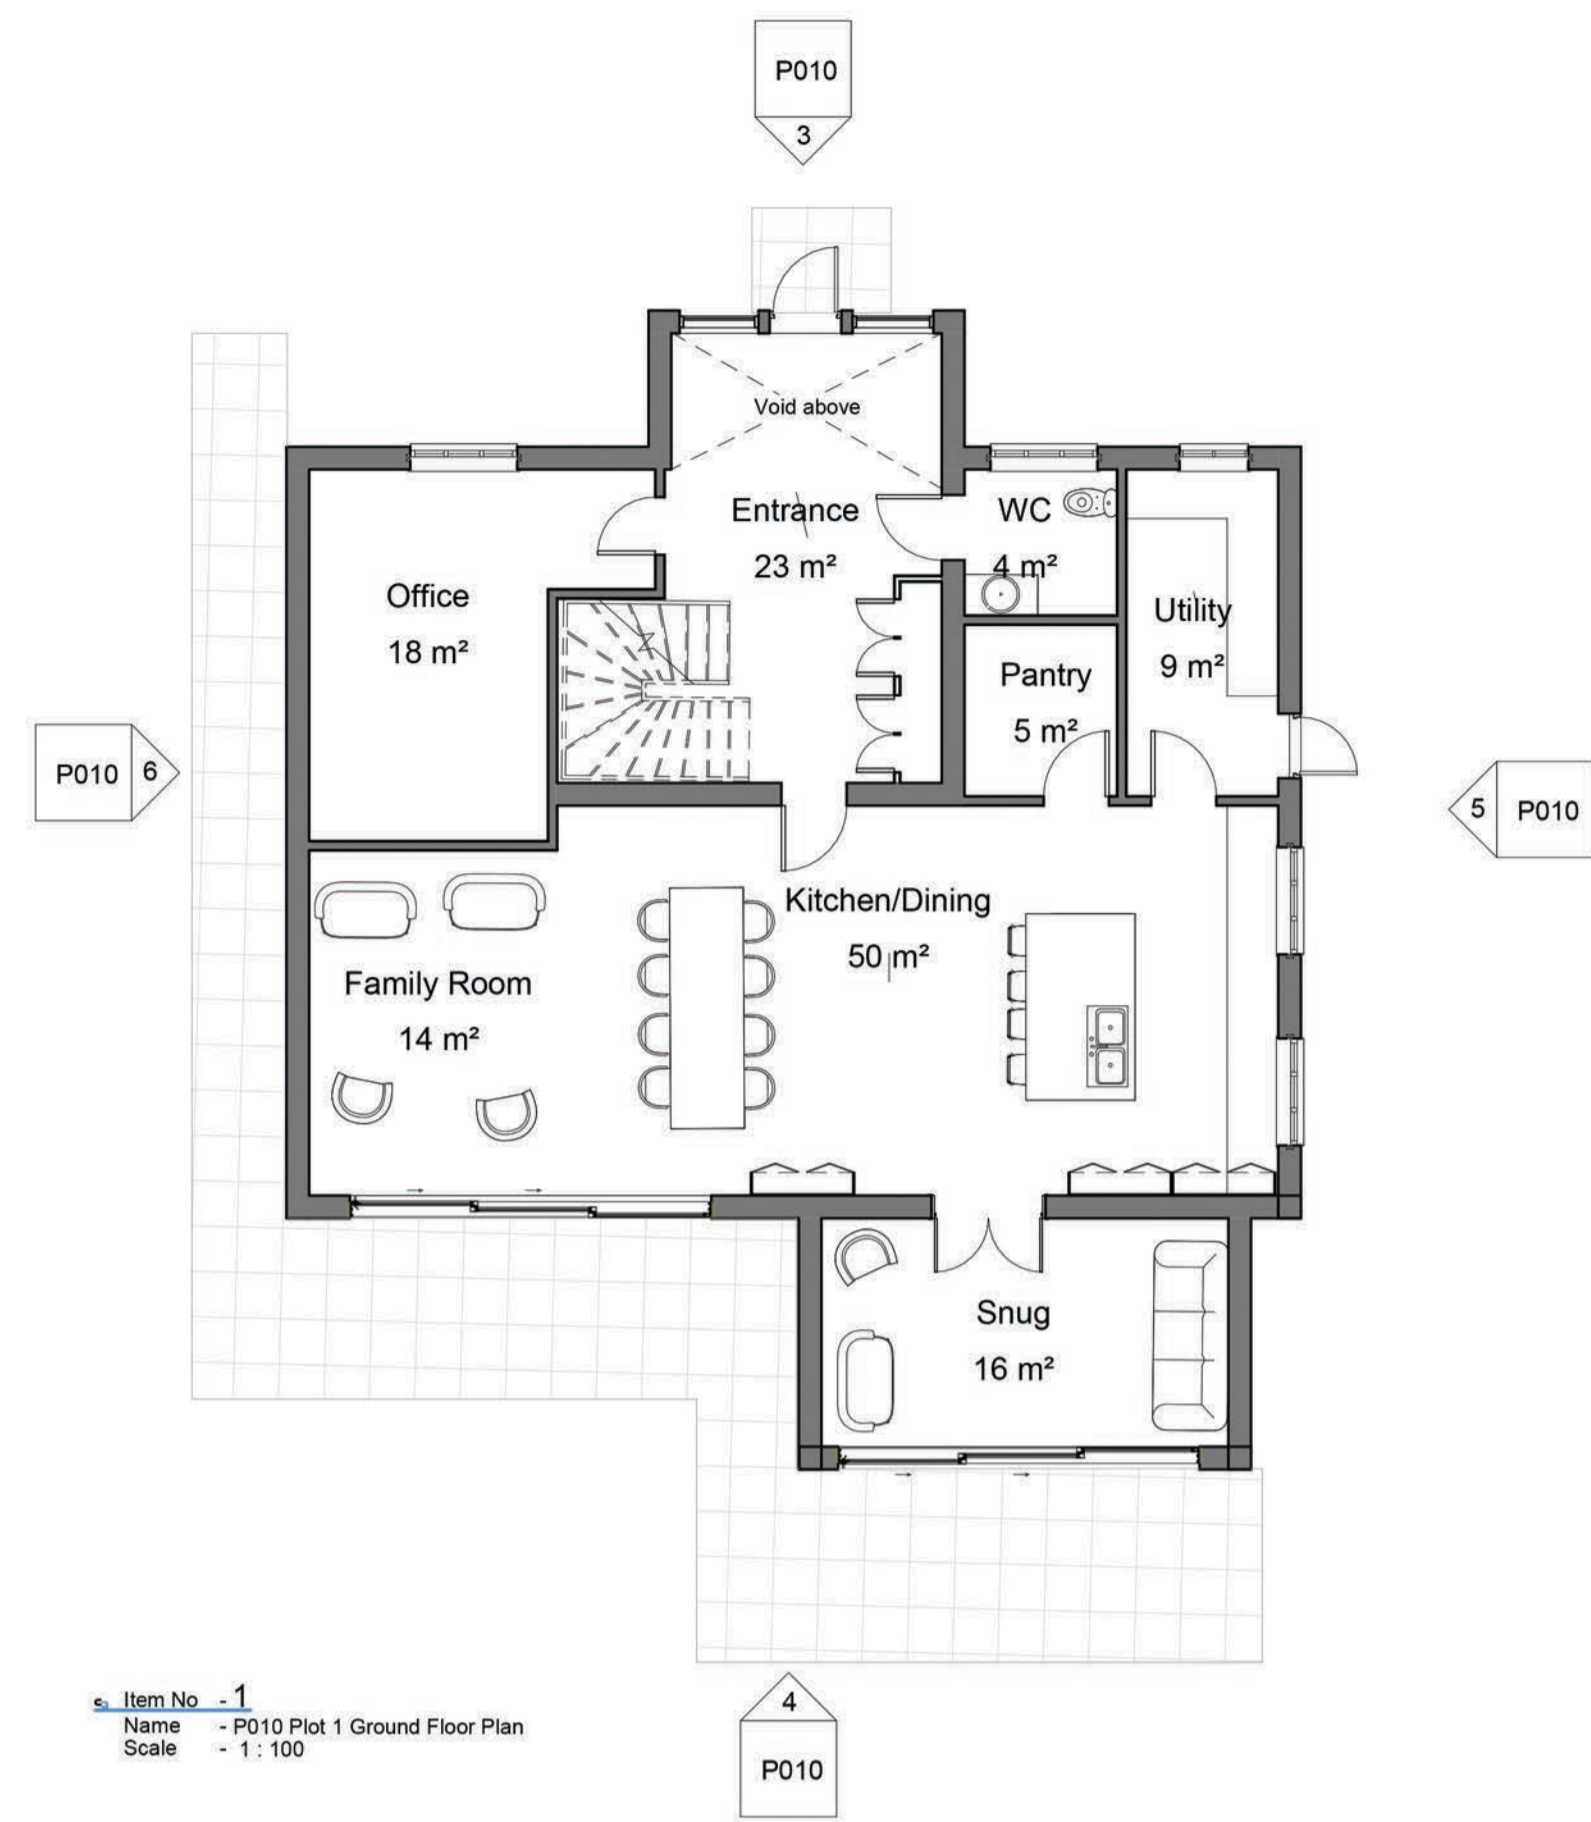 P010
3
Void above
Entrance
23 m²
WC
4 m²
Office
18 m²
Utility
9 m²
Pantry
5 m²
P010 6
5 P010
Kitchen/Dining
50 m²
Family Room
14 m²
Snug
16 m²
4
P010
Item No - 1
Name - P010 Plot 1 Ground Floor Plan
Scale - 1 : 100